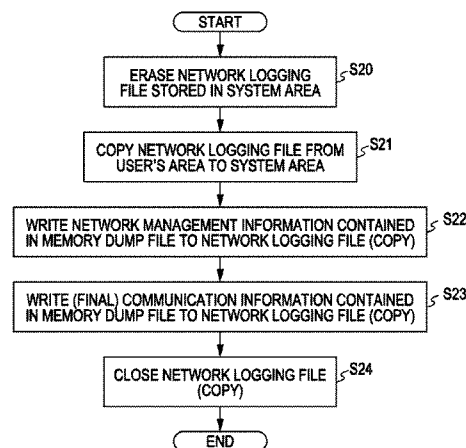 START
ERASE NETWORK LOGGING
FILE STORED IN SYSTEM AREA
S20
COPY NETWORK LOGGING FILE FROM
USER'S AREA TO SYSTEM AREA
S21
WRITE NETWORK MANAGEMENT INFORMATION CONTAINED
IN MEMORY DUMP FILE TO NETWORK LOGGING FILE (COPY)
S22
WRITE (FINAL) COMMUNICATION INFORMATION CONTAINED
IN MEMORY DUMP FILE TO NETWORK LOGGING FILE (COPY)
S23
CLOSE NETWORK LOGGING FILE
(COPY)
S24
END